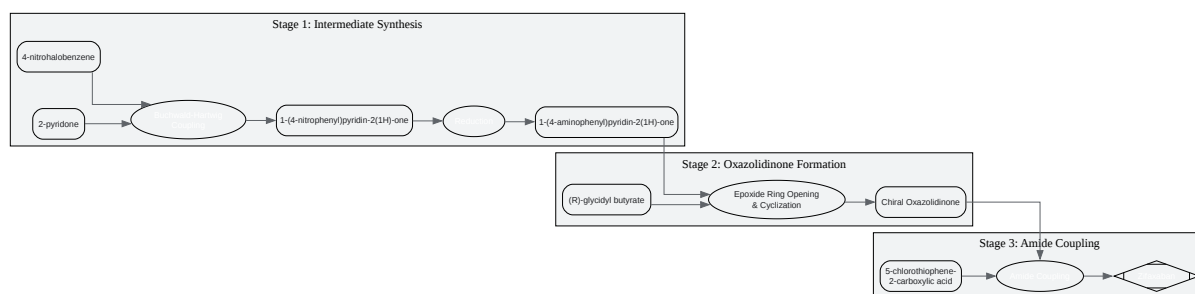 Stage 1: Intermediate Synthesis
4-nitrohalobenzene
2-pyridone
1-(4-nitrophenyl)pyridin-2(1H)-one
1-(4-aminophenyl)pyridin-2(1H)-one
Stage 2: Oxazolidinone Formation
(R)-glycidyl butyrate
Epoxide Ring Opening
& Cyclization
Chiral Oxazolidinone
Stage 3: Amide Coupling
5-chlorothiophene-
2-carboxylic acid
Amide Coupling